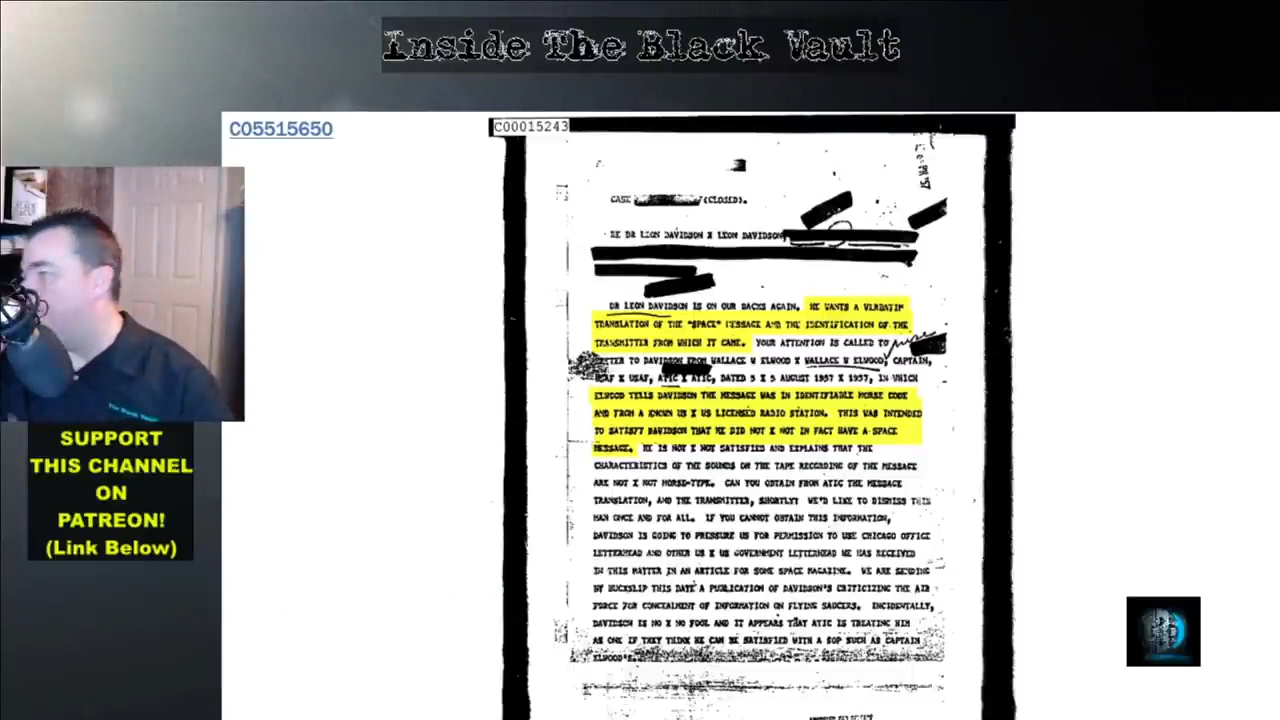 Inside The Black Vault
C05515650
C00015243
CASE (CLOSED).
RE DR LEON DAVIDSON X LEON DAVIDSON
DR LEON DAVIDSON IS ON OUR BACKS AGAIN. HE WANTS A VERBATIM
TRANSLATION OF THE "SPACE" MESSAGE AND THE IDENTIFICATION OF THE
TRANSMITTER FROM WHICH IT CAME. YOUR ATTENTION IS CALLED TO
LETTER TO DAVIDSON FROM WALLACE W ELWOOD X WALLACE W ELWOOD, CAPTAIN,
USAF X USAF, ATIC X ATIC, DATED 5 X 5 AUGUST 1957 X 1957, IN WHICH
ELWOOD TELLS DAVIDSON THE MESSAGE WAS IN IDENTIFIABLE MORSE CODE
AND FROM A KNOWN US X US LICENSED RADIO STATION. THIS WAS INTENDED
TO SATISFY DAVIDSON THAT HE DID NOT X NOT IN FACT HAVE A SPACE
MESSAGE. HE IS NOT X NOT SATISFIED AND EXPLAINS THAT THE
CHARACTERISTICS OF THE SOUNDS ON THE TAPE RECORDING OF THE MESSAGE
ARE NOT X NOT MORSE-TYPE. CAN YOU OBTAIN FROM ATIC THE MESSAGE
TRANSLATION, AND THE TRANSMITTER, SHORTLY? WE'D LIKE TO DISMISS THIS
MAN ONCE AND FOR ALL. IF YOU CANNOT OBTAIN THIS INFORMATION,
DAVIDSON IS GOING TO PRESSURE US FOR PERMISSION TO USE CHICAGO OFFICE
LETTERHEAD AND OTHER US X US GOVERNMENT LETTERHEAD HE HAS RECEIVED
IN THIS MATTER IN AN ARTICLE FOR SOME SPACE MAGAZINE. WE ARE SENDING
BY BUCKSLIP THIS DATE A PUBLICATION OF DAVIDSON'S CRITICIZING THE AIR
FORCE FOR CONCEALMENT OF INFORMATION ON FLYING SAUCERS. INCIDENTALLY,
DAVIDSON IS NO X NO FOOL AND IT APPEARS THAT ATIC IS TREATING HIM
AS ONE IF THEY THINK HE CAN BE SATISFIED WITH A SOP SUCH AS CAPTAIN
ELWOOD'S.
SUPPORT
THIS CHANNEL
ON
PATREON!
(Link Below)